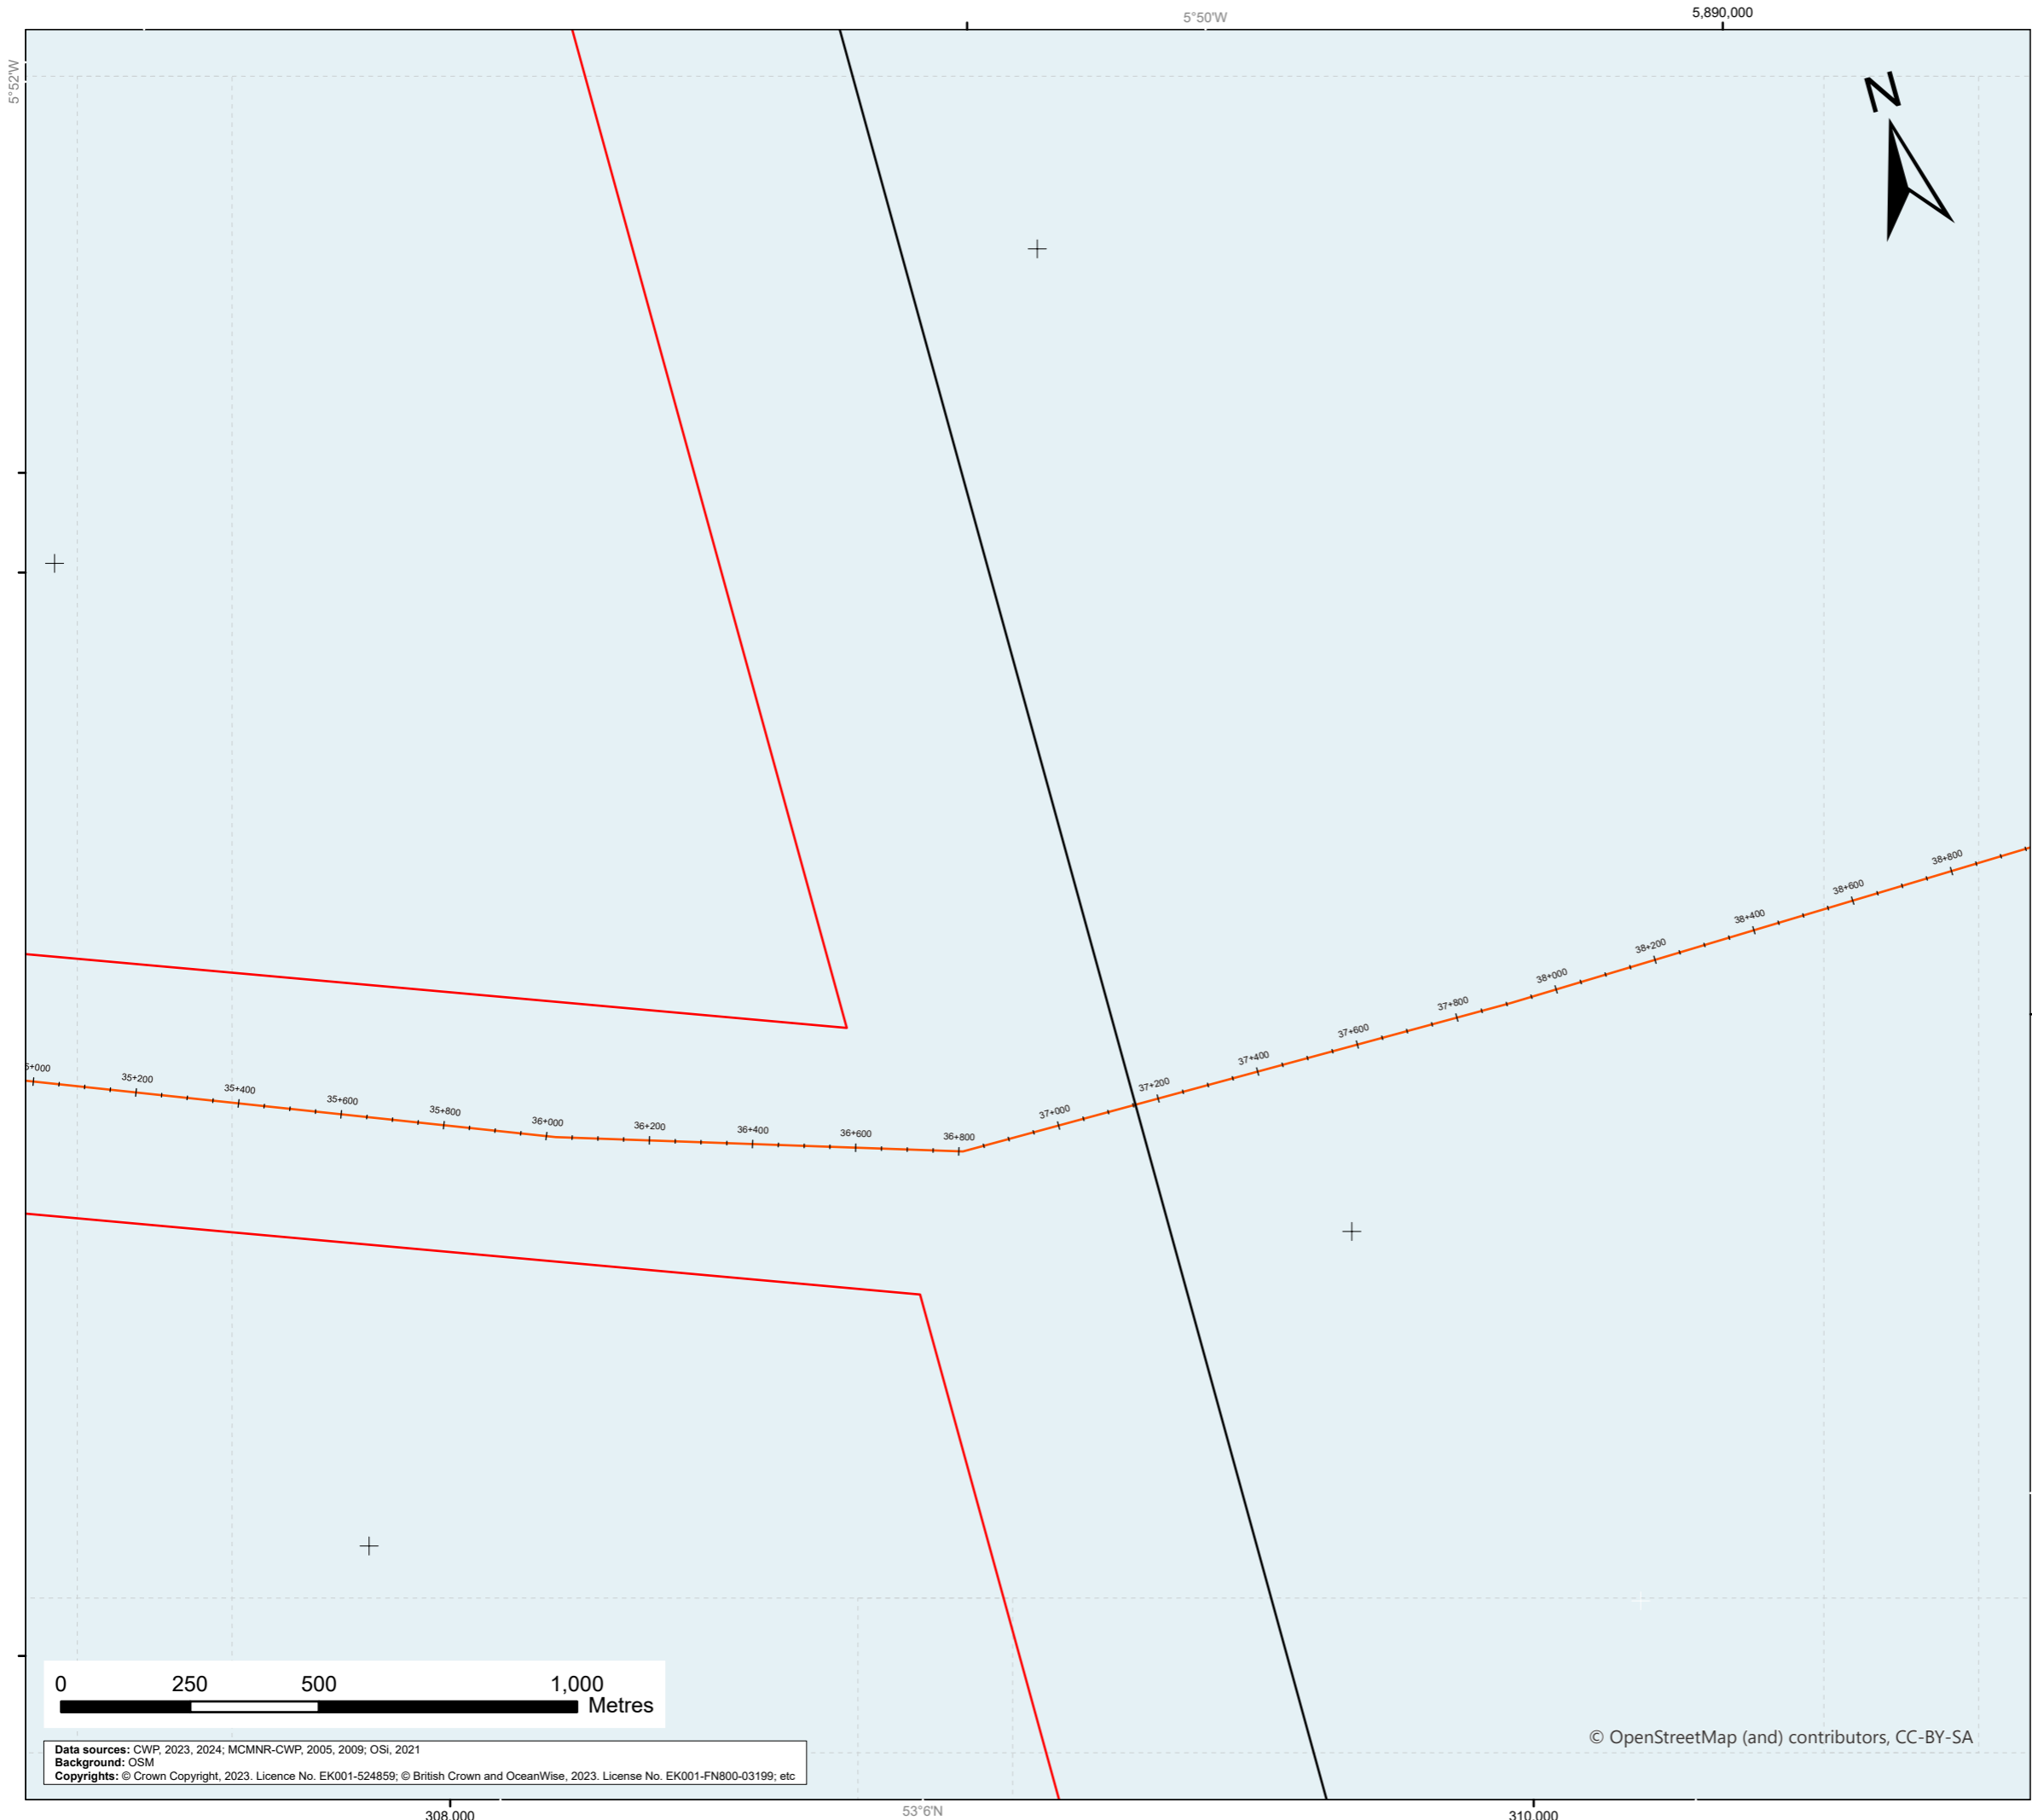 5°50'W
5,890,000
5°52'W
N
38+800
38+600
38+400
38+200
38+000
37+800
37+600
37+400
37+200
37+000
5+000
35+200
35+400
35+600
35+800
36+000
36+200
36+400
36+600
36+800
0 250 500 1,000
Metres
© OpenStreetMap (and) contributors, CC-BY-SA
Data sources: CWP, 2023, 2024; MCMNR-CWP, 2005, 2009; OSi, 2021
Background: OSM
Copyrights: © Crown Copyright, 2023. Licence No. EK001-524859; © British Crown and OceanWise, 2023. License No. EK001-FN800-03199; etc
308,000
53°6'N
310,000